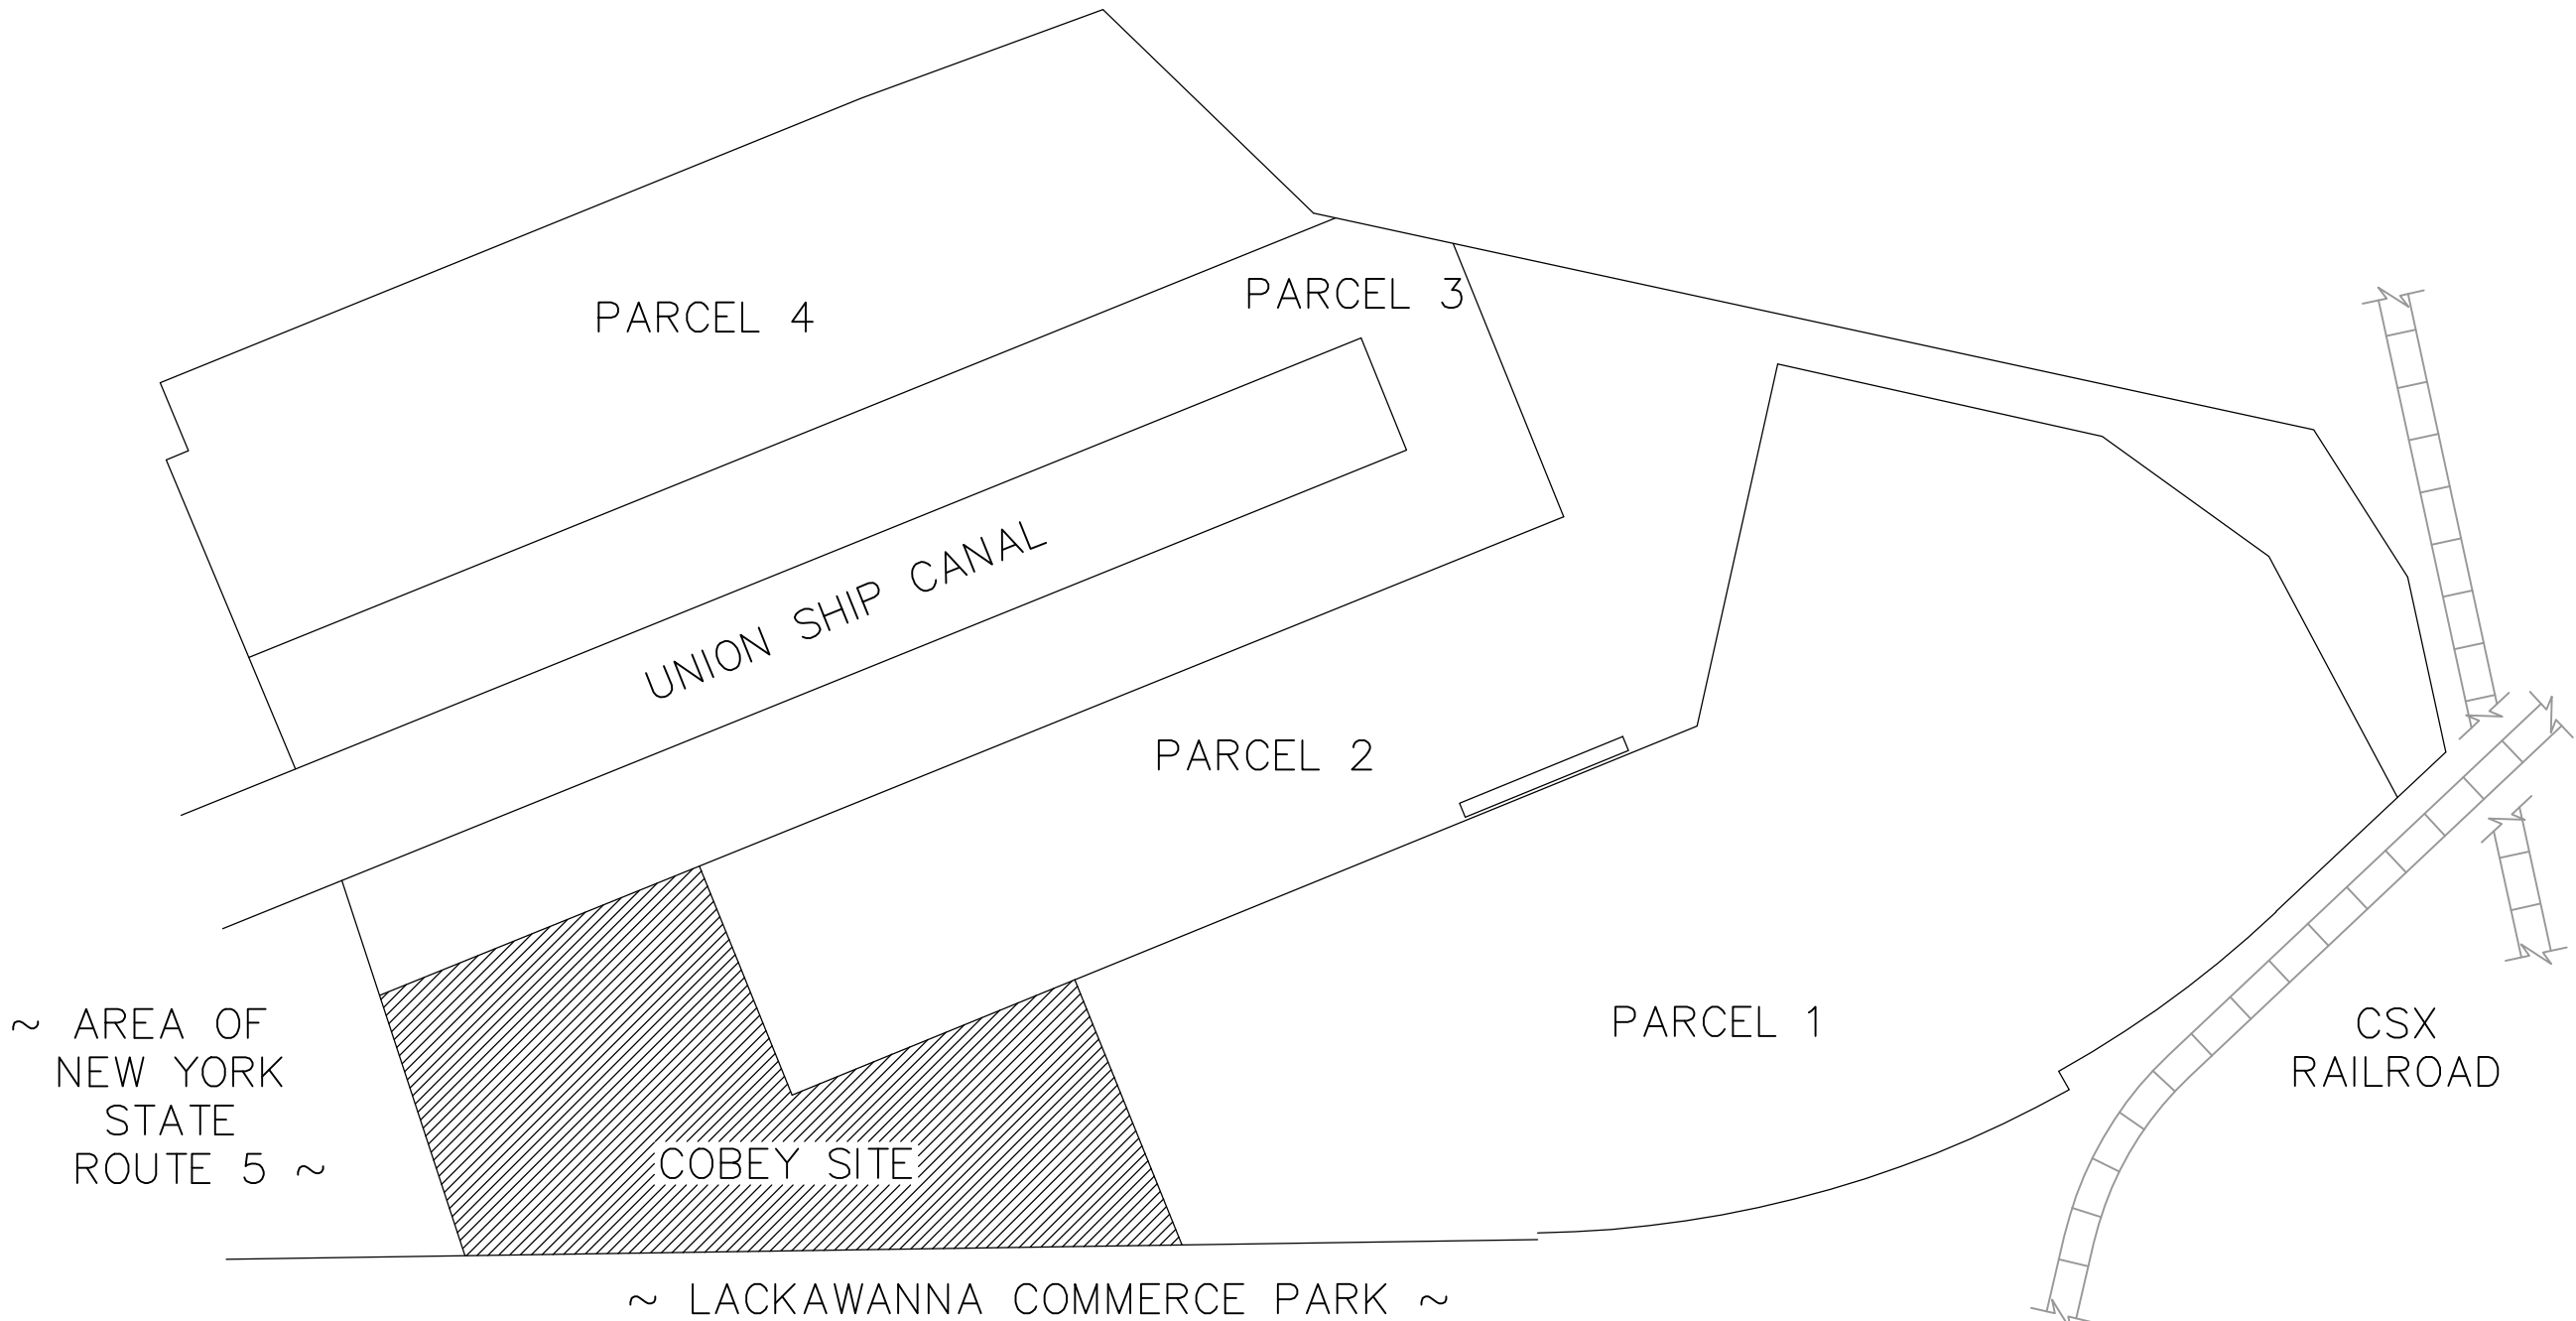 PARCEL 4
PARCEL 3
UNION SHIP CANAL
PARCEL 2
PARCEL 1
~ AREA OF
NEW YORK
STATE
ROUTE 5 ~
CSX
RAILROAD
COBEY SITE
~ LACKAWANNA COMMERCE PARK ~